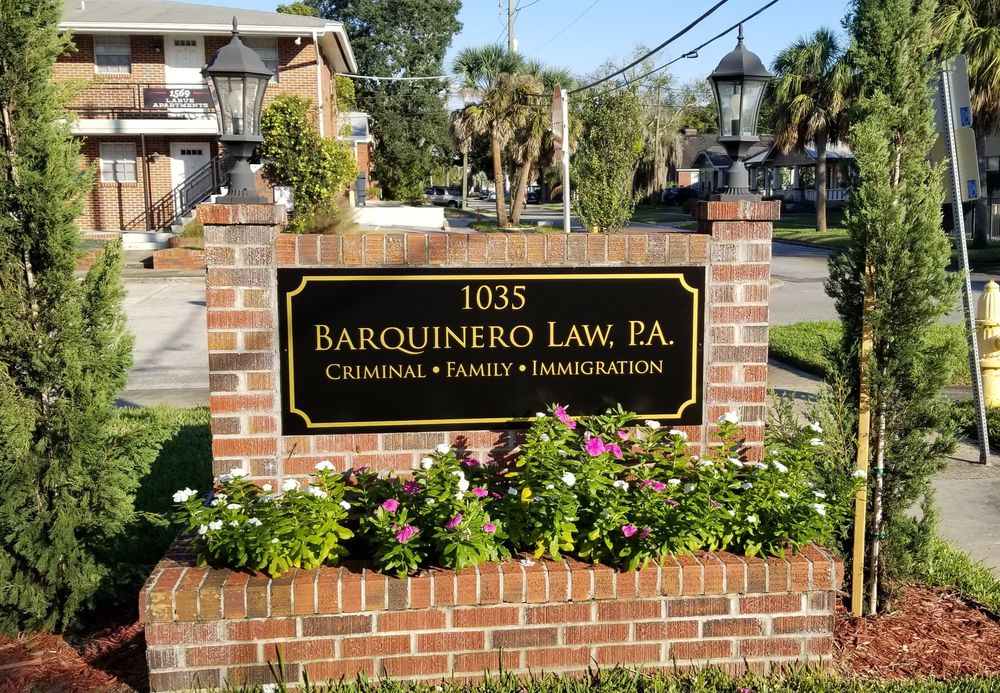 1569
LARUE
APARTMENTS
1035
BARQUINERO LAW, P.A.
CRIMINAL • FAMILY • IMMIGRATION